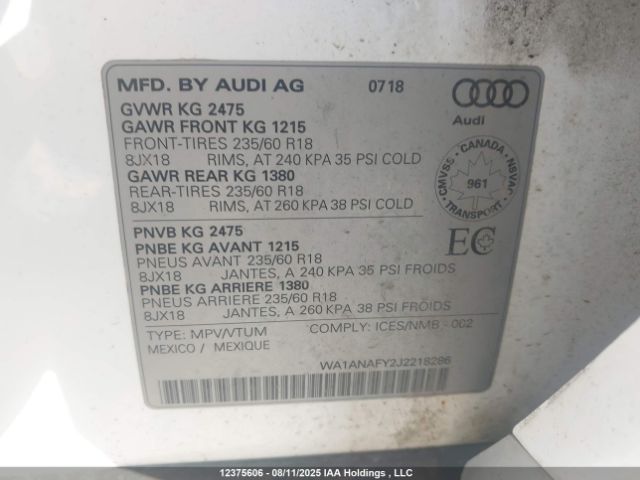 MFD. BY AUDI AG 0718
Audi
GVWR KG 2475
GAWR FRONT KG 1215
FRONT-TIRES 235/60 R18
8JX18 RIMS, AT 240 KPA 35 PSI COLD
GAWR REAR KG 1380
REAR-TIRES 235/60 R18
8JX18 RIMS, AT 260 KPA 38 PSI COLD
CMVSS - CANADA - NSVAC
961
TRANSPORT
PNVB KG 2475
PNBE KG AVANT 1215
PNEUS AVANT 235/60 R18
8JX18 JANTES, A 240 KPA 35 PSI FROIDS
PNBE KG ARRIERE 1380
PNEUS ARRIERE 235/60 R18
8JX18 JANTES, A 260 KPA 38 PSI FROIDS
EC
TYPE: MPV/VTUM COMPLY: ICES/NMB - 002
MEXICO / MEXIQUE
WA1ANAFY2J2218286
12375606 - 08/11/2025 IAA Holdings , LLC